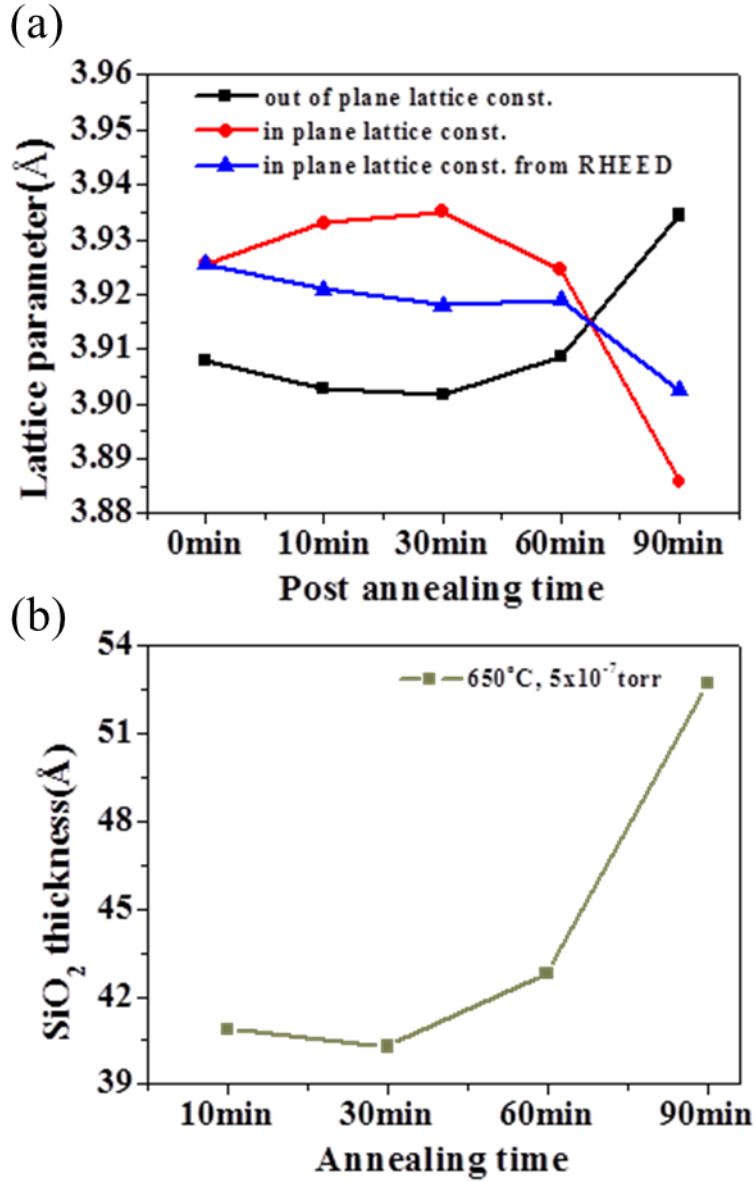 (a)
3.96
3.95
3.94
3.93
3.92
3.91
3.90
3.89
3.88
Lattice parameter(Å)
out of plane lattice const.
in plane lattice const.
in plane lattice const. from RHEED
0min 10min 30min 60min 90min
Post annealing time
(b)
54
51
48
45
42
39
SiO₂ thickness(Å)
650°C, 5x10⁻⁷torr
10min 30min 60min 90min
Annealing time